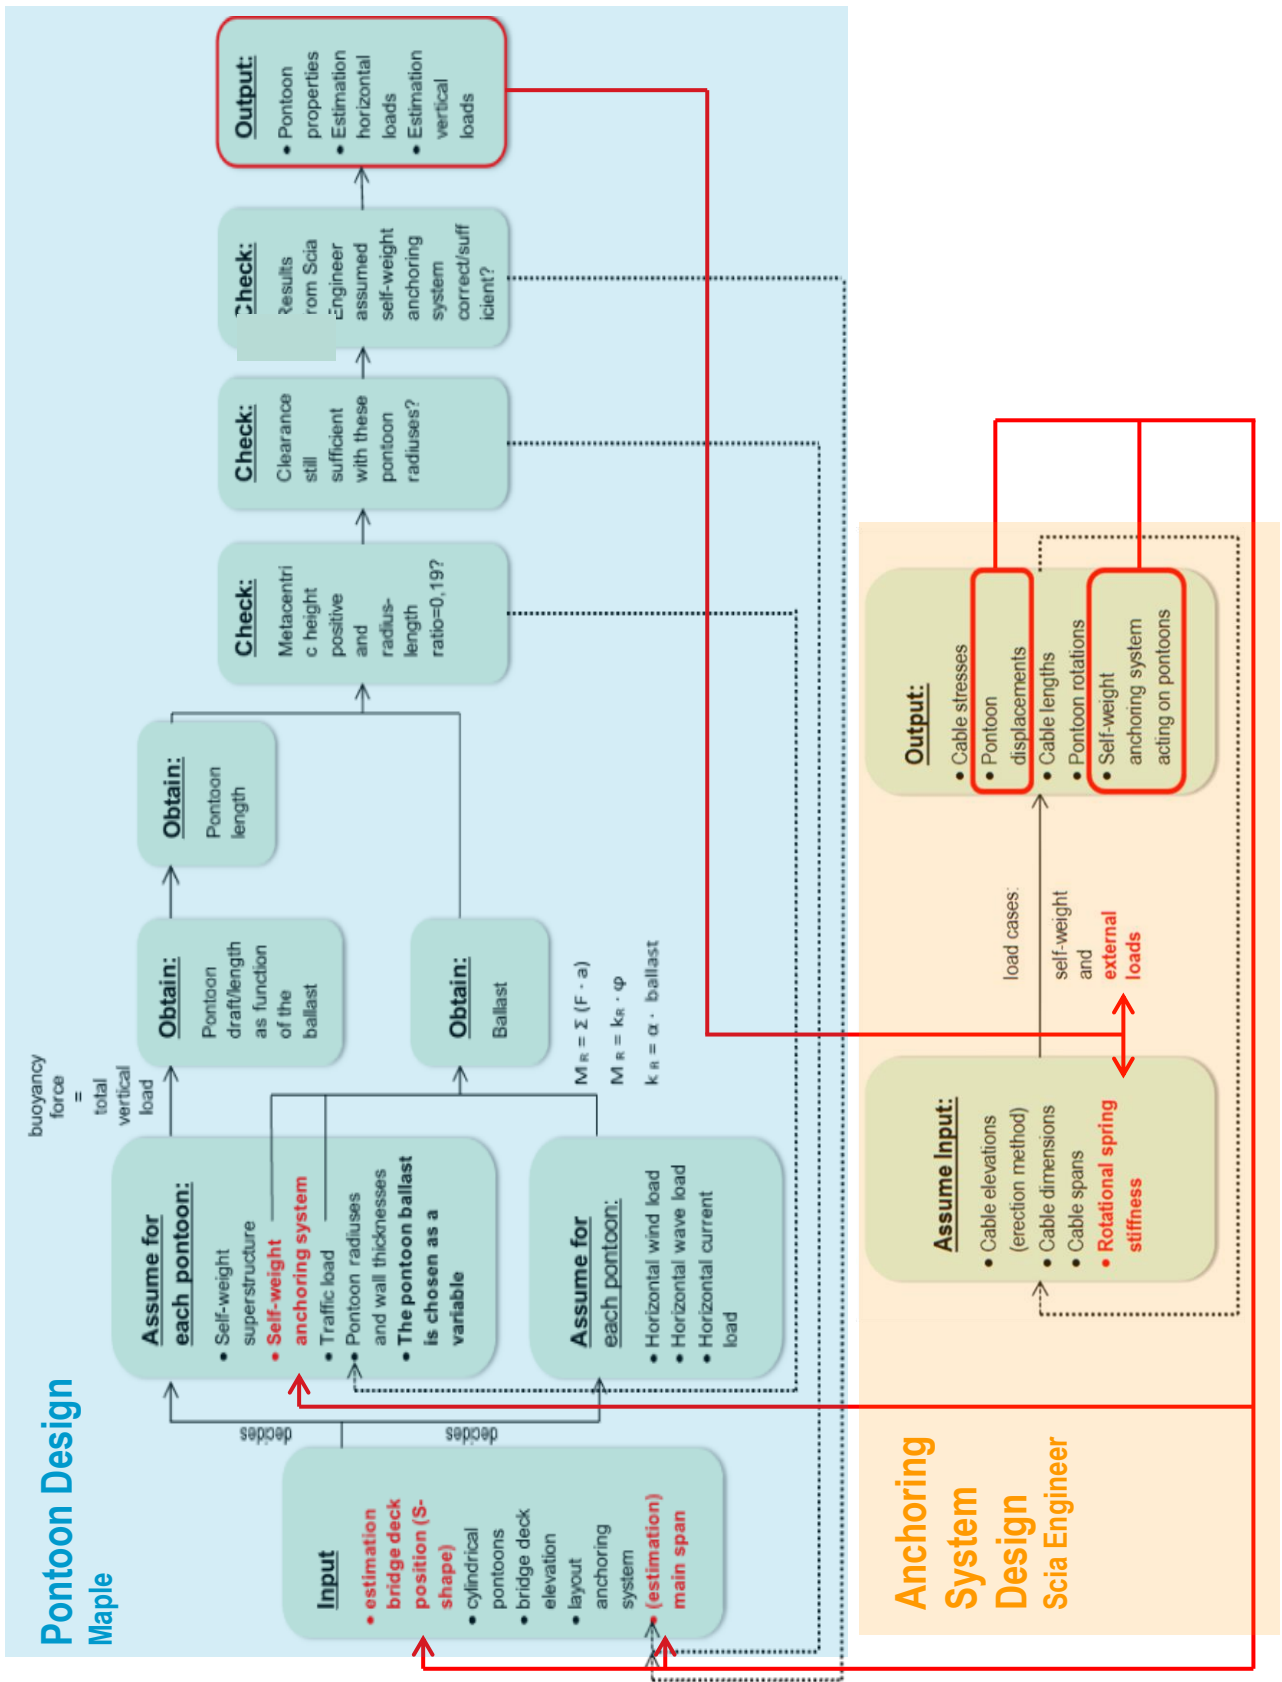 Pontoon Design
Maple
Input
• estimation
bridge deck
position (S-
shape)
• cylindrical
pontoons
• bridge deck
elevation
• layout
anchoring
system
• (estimation)
main span
decides
decides
Assume for
each pontoon:
• Self-weight
superstructure
• Self-weight
anchoring system
• Traffic load
• Pontoon radiuses
and wall thicknesses
• The pontoon ballast
is chosen as a
variable
Assume for
each pontoon:
• Horizontal wind load
• Horizontal wave load
• Horizontal current
load
buoyancy
force
=
total
vertical
load
M R = Σ (F · a)
M R = k R · φ
k R = α · ballast
Obtain:
Pontoon
draft/length
as function
of the
ballast
Obtain:
Ballast
Obtain:
Pontoon
length
Check:
Metacentri
c height
positive
and
radius-
length
ratio=0,19?
Check:
Clearance
still
sufficient
with these
pontoon
radiuses?
Check:
Results
rom Scia
Engineer
assumed
self-weight
anchoring
system
correct/suff
icient?
Output:
• Pontoon
properties
• Estimation
horizontal
loads
• Estimation
vertical
loads
Anchoring
System
Design
Scia Engineer
Assume Input:
• Cable elevations
(erection method)
• Cable dimensions
• Cable spans
• Rotational spring
stiffness
load cases:
self-weight
and
external
loads
Output:
• Cable stresses
• Pontoon
displacements
• Cable lengths
• Pontoon rotations
• Self-weight
anchoring system
acting on pontoons